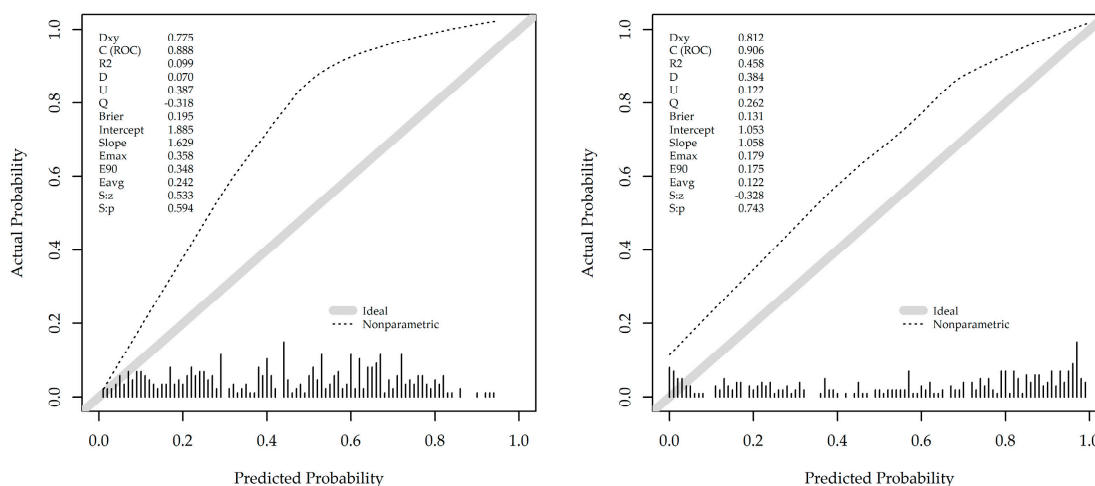 Dxy 0.775
C (ROC) 0.888
R2 0.099
D 0.070
U 0.387
Q -0.318
Brier 0.195
Intercept 1.885
Slope 1.629
Emax 0.358
E90 0.348
Eavg 0.242
S:z 0.533
S:p 0.594
Ideal
Nonparametric
Actual Probability
0.0 0.2 0.4 0.6 0.8 1.0
0.0 0.2 0.4 0.6 0.8 1.0
Predicted Probability
Dxy 0.812
C (ROC) 0.906
R2 0.458
D 0.384
U 0.122
Q 0.262
Brier 0.131
Intercept 1.053
Slope 1.058
Emax 0.179
E90 0.175
Eavg 0.122
S:z -0.328
S:p 0.743
Ideal
Nonparametric
Actual Probability
0.0 0.2 0.4 0.6 0.8 1.0
0.0 0.2 0.4 0.6 0.8 1.0
Predicted Probability